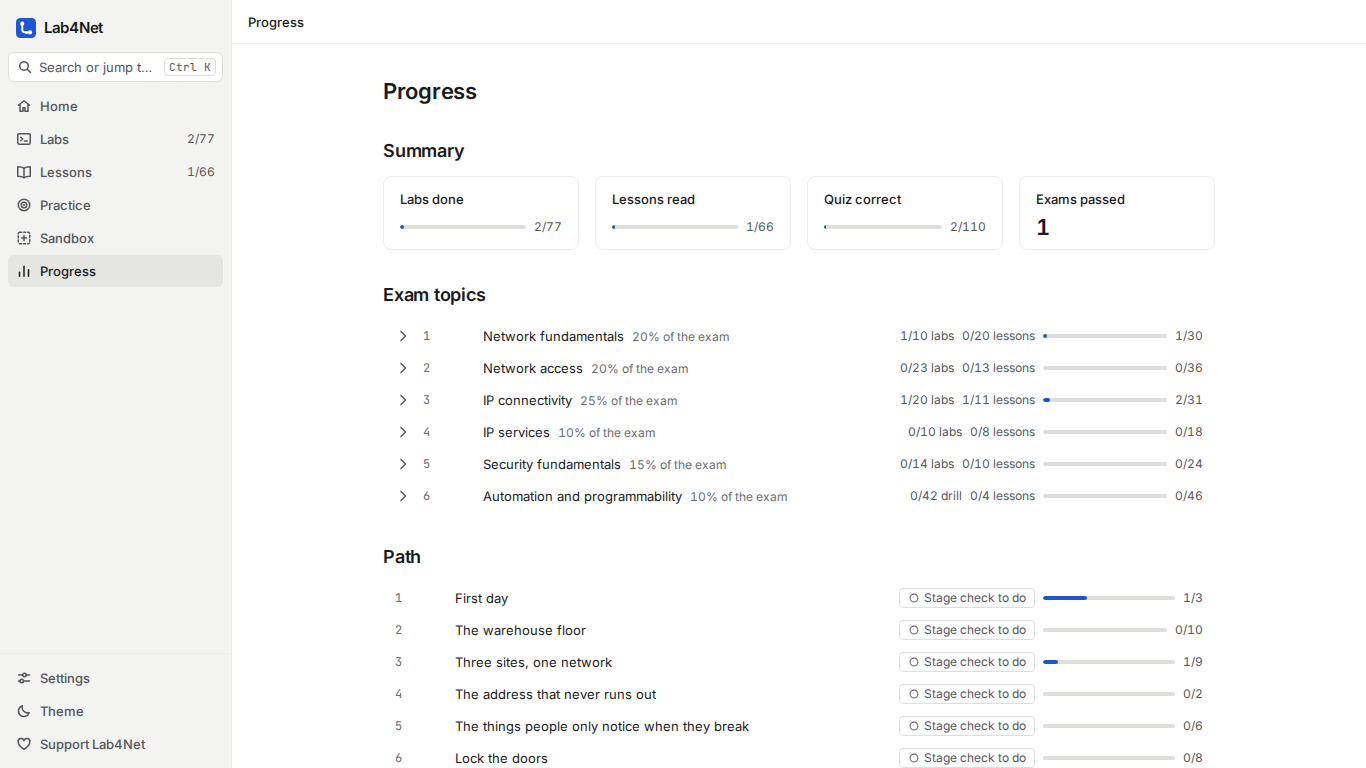 Lab4Net
Search or jump t... Ctrl K
Home
Labs 2/77
Lessons 1/66
Practice
Sandbox
Progress
Settings
Theme
Support Lab4Net
Progress
Progress
Summary
Labs done
2/77
Lessons read
1/66
Quiz correct
2/110
Exams passed
1
Exam topics
1 Network fundamentals 20% of the exam 1/10 labs 0/20 lessons 1/30
2 Network access 20% of the exam 0/23 labs 0/13 lessons 0/36
3 IP connectivity 25% of the exam 1/20 labs 1/11 lessons 2/31
4 IP services 10% of the exam 0/10 labs 0/8 lessons 0/18
5 Security fundamentals 15% of the exam 0/14 labs 0/10 lessons 0/24
6 Automation and programmability 10% of the exam 0/42 drill 0/4 lessons 0/46
Path
1 First day Stage check to do 1/3
2 The warehouse floor Stage check to do 0/10
3 Three sites, one network Stage check to do 1/9
4 The address that never runs out Stage check to do 0/2
5 The things people only notice when they break Stage check to do 0/6
6 Lock the doors Stage check to do 0/8